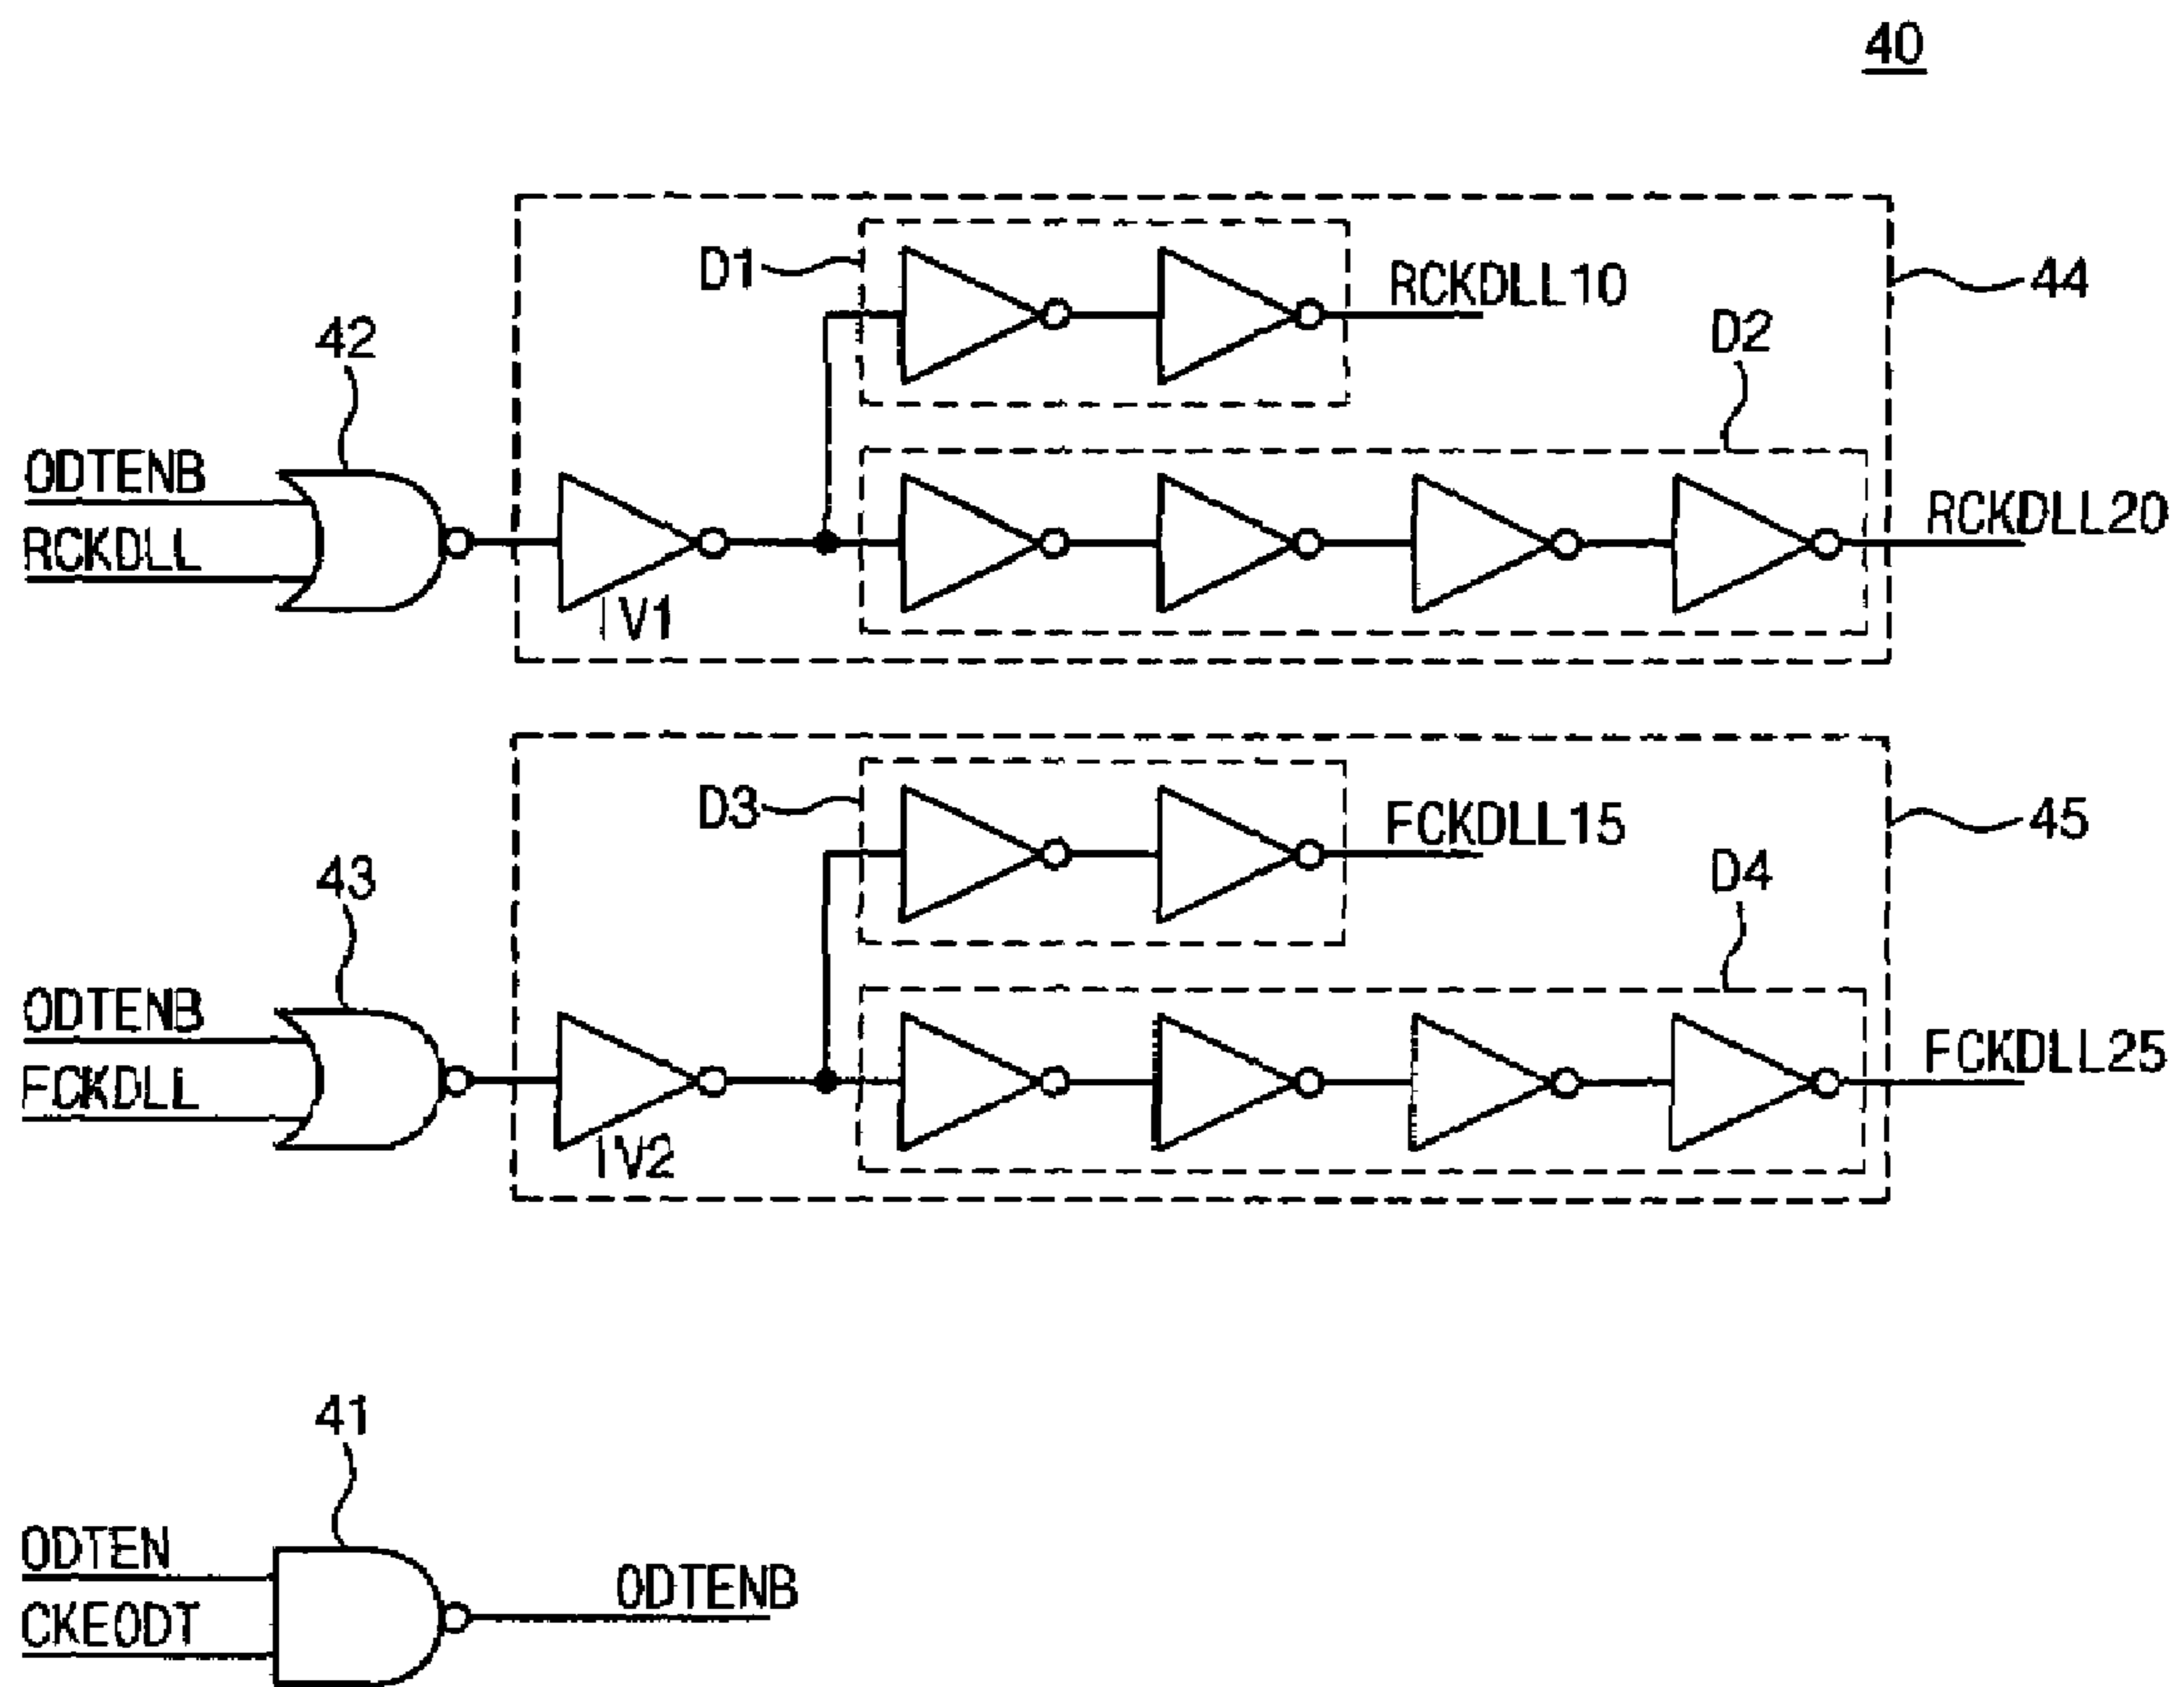 40
D1
RCKDLL10
44
42
D2
ODTENB
RCKDLL
RCKDLL20
IV1
D3
FCKDLL15
45
43
D4
ODTENB
FCKDLL
FCKDLL25
IV2
41
ODTEN
CKEODT
ODTENB